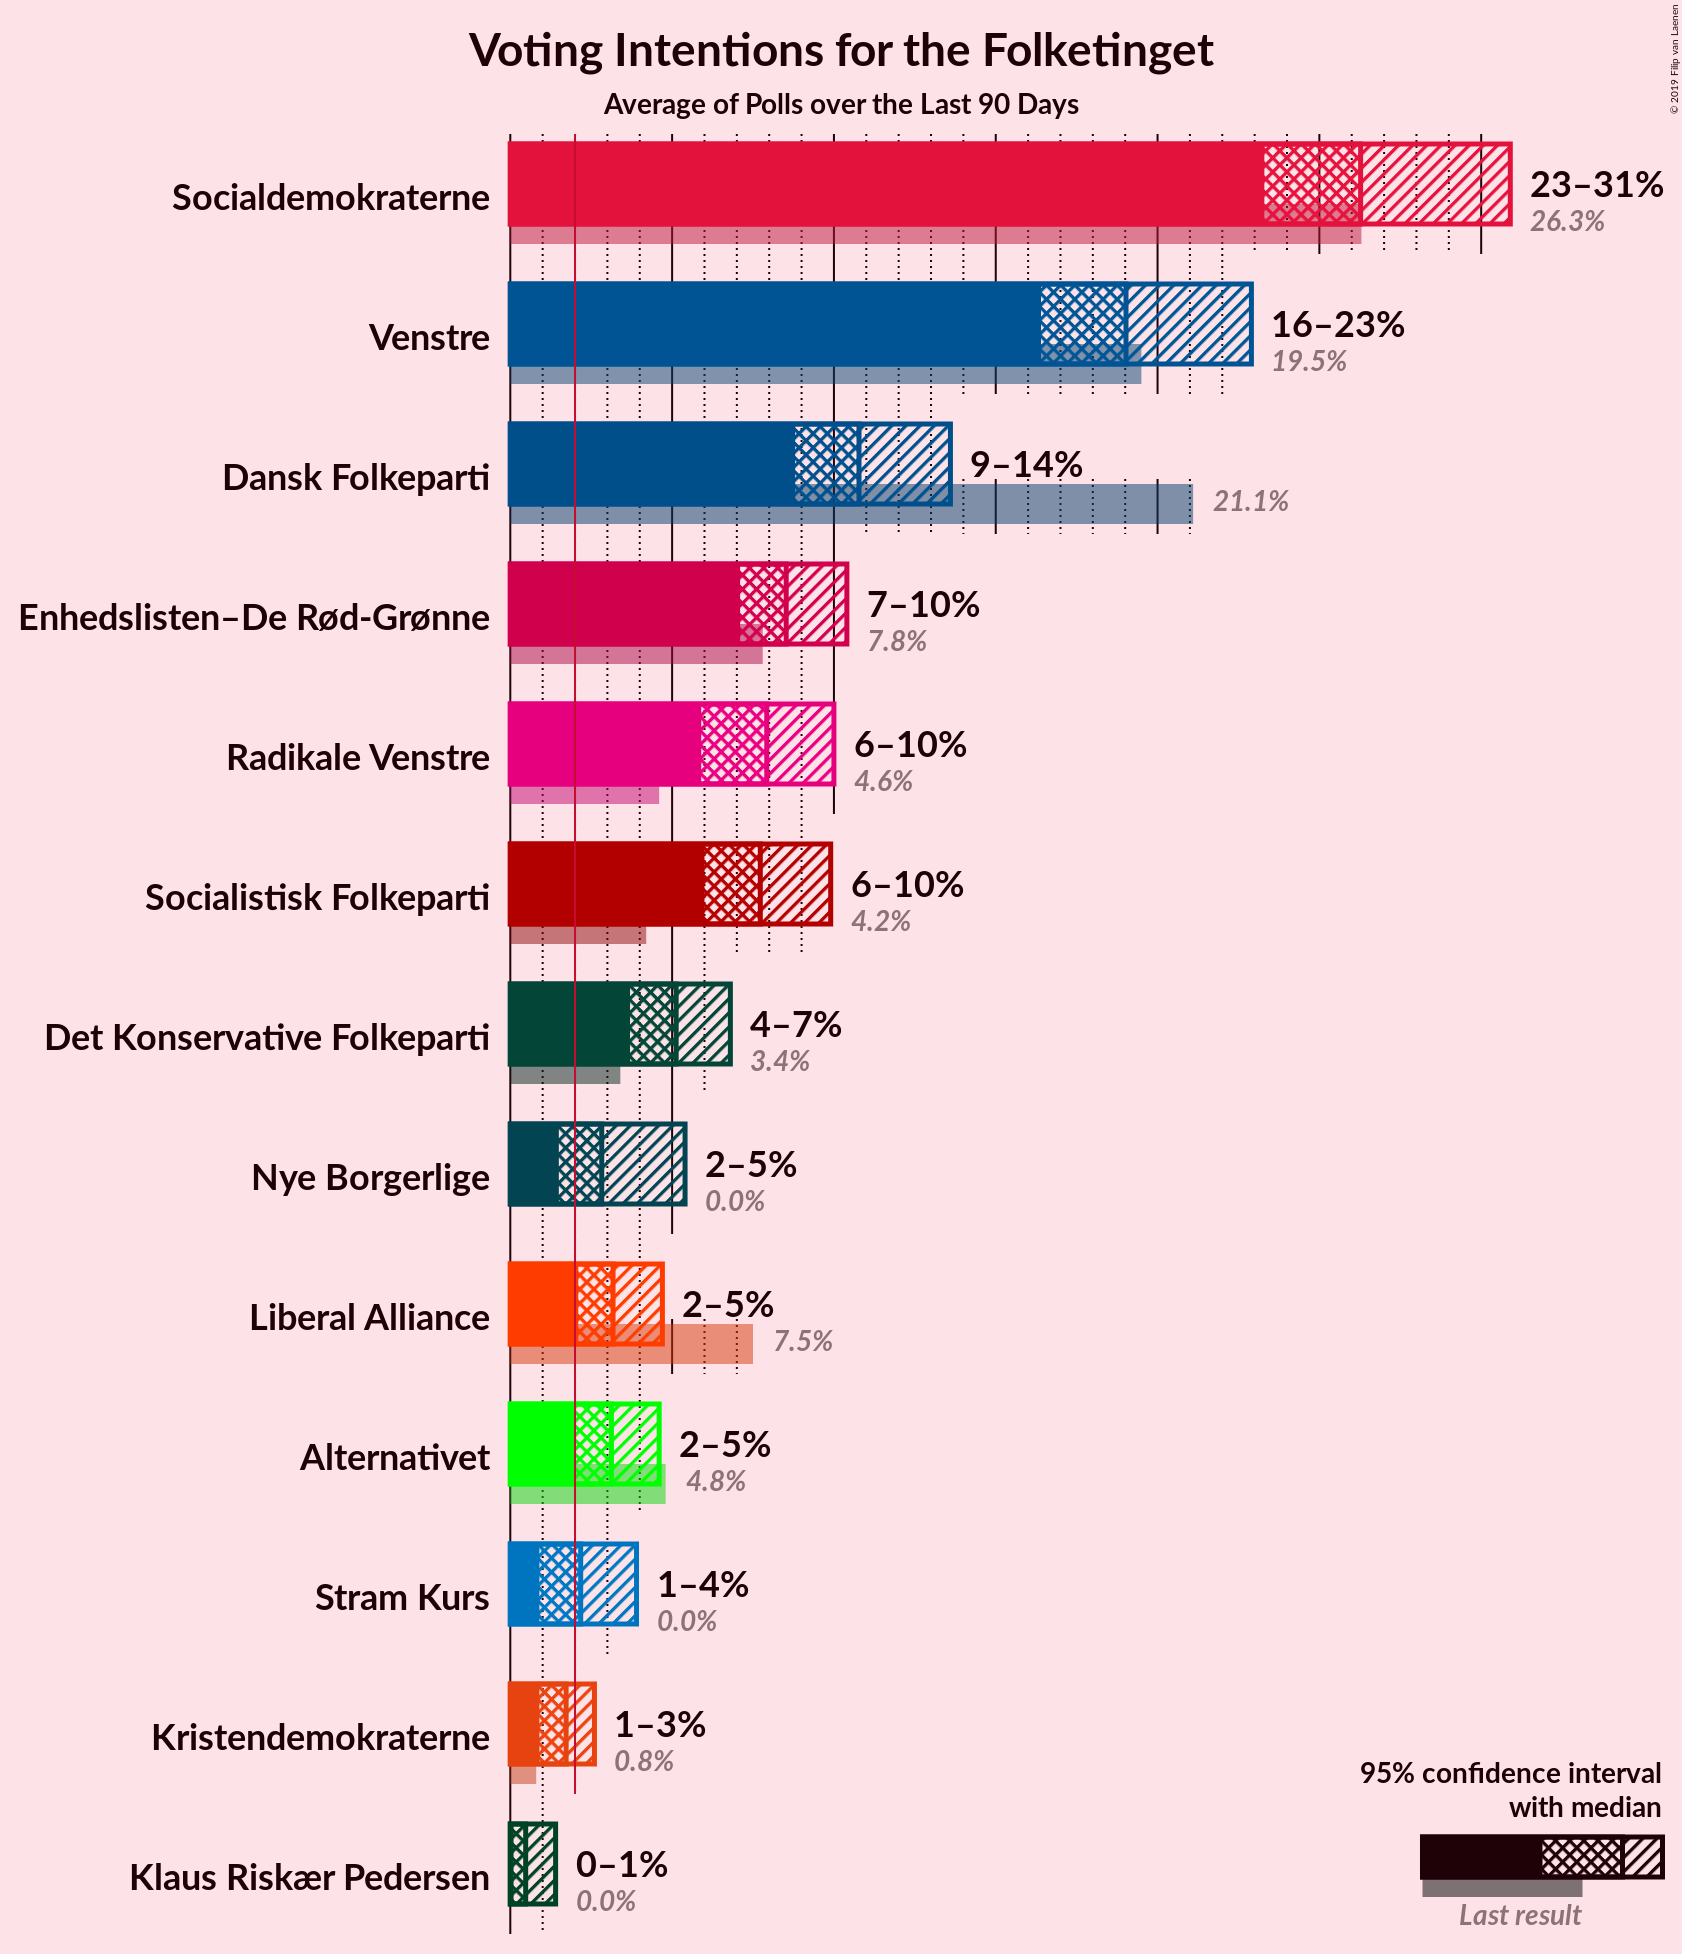 Voting Intentions for the Folketinget
Average of Polls over the Last 90 Days
© 2019 Filip van Laenen
Socialdemokraterne
23–31%
26.3%
Venstre
16–23%
19.5%
Dansk Folkeparti
9–14%
21.1%
Enhedslisten–De Rød-Grønne
7–10%
7.8%
Radikale Venstre
6–10%
4.6%
Socialistisk Folkeparti
6–10%
4.2%
Det Konservative Folkeparti
4–7%
3.4%
Nye Borgerlige
2–5%
0.0%
Liberal Alliance
2–5%
7.5%
Alternativet
2–5%
4.8%
Stram Kurs
1–4%
0.0%
Kristendemokraterne
1–3%
0.8%
Klaus Riskær Pedersen
0–1%
0.0%
95% confidence interval
with median
Last result